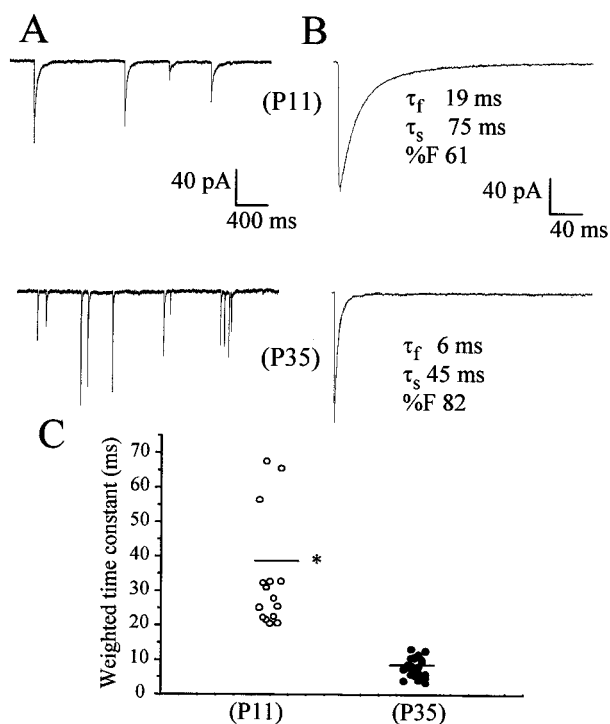 A
B
(P11)
τf 19 ms
τs 75 ms
%F 61
40 pA
400 ms
40 pA
40 ms
(P35)
τf 6 ms
τs 45 ms
%F 82
C
Weighted time constant (ms)
70
60
50
40
30
20
10
0
*
(P11)
(P35)